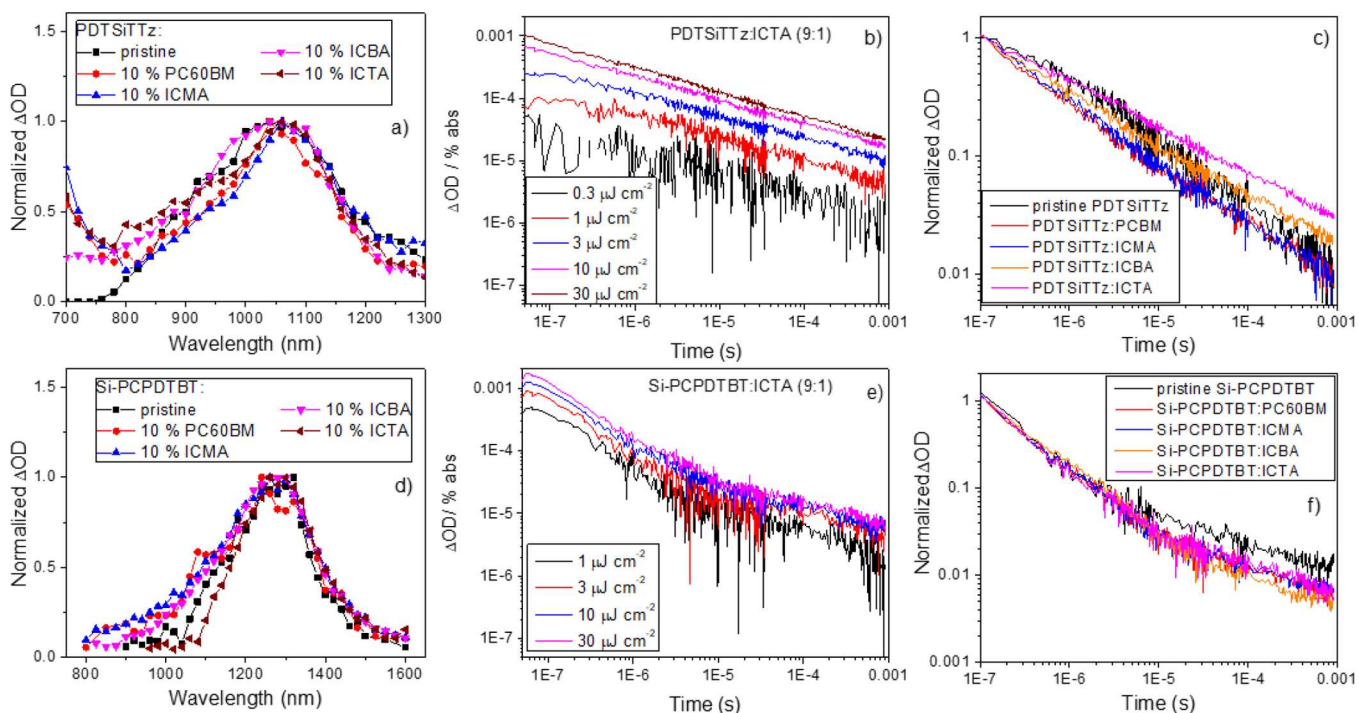 1.5
1.0
0.5
0.0
Normalized ΔOD
PDTSiTTz:
pristine
10 % ICBA
10 % PC60BM
10 % ICTA
10 % ICMA
a)
700 800 900 1000 1100 1200 1300
Wavelength (nm)
0.001
1E-4
1E-5
1E-6
1E-7
ΔOD / % abs
PDTSiTTz:ICTA (9:1)
b)
0.3 μJ cm-2
1 μJ cm-2
3 μJ cm-2
10 μJ cm-2
30 μJ cm-2
1E-7 1E-6 1E-5 1E-4 0.001
Time (s)
1
0.1
0.01
Normalized ΔOD
c)
pristine PDTSiTTz
PDTSiTTz:PCBM
PDTSiTTz:ICMA
PDTSiTTz:ICBA
PDTSiTTz:ICTA
1E-7 1E-6 1E-5 1E-4 0.001
Time (s)
1.5
1.0
0.5
0.0
Normalized ΔOD
Si-PCPDTBT:
pristine
10 % ICBA
10 % PC60BM
10 % ICTA
10 % ICMA
d)
800 1000 1200 1400 1600
Wavelength (nm)
0.001
1E-4
1E-5
1E-6
1E-7
ΔOD/ % abs
Si-PCPDTBT:ICTA (9:1)
e)
1 μJ cm-2
3 μJ cm-2
10 μJ cm-2
30 μJ cm-2
1E-7 1E-6 1E-5 1E-4 0.001
Time (s)
1
0.1
0.01
0.001
Normalized ΔOD
pristine Si-PCPDTBT
Si-PCPDTBT:PC60BM
Si-PCPDTBT:ICMA
Si-PCPDTBT:ICBA
Si-PCPDTBT:ICTA
f)
1E-7 1E-6 1E-5 1E-4 0.001
Time (s)